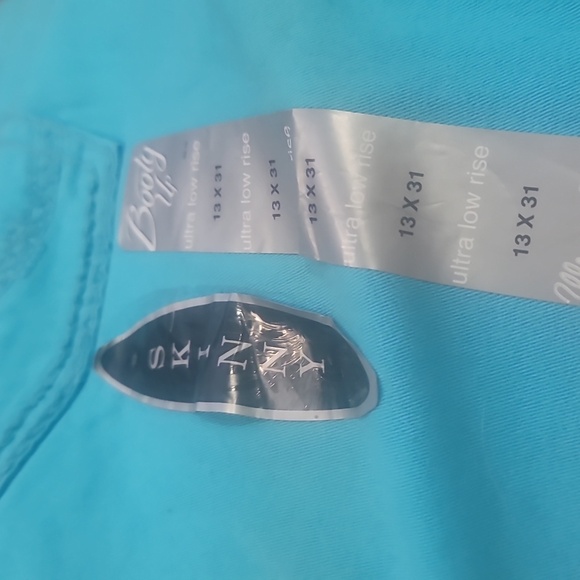 Booty
Up
ultra low rise
13 X 31
ultra low rise
13 X 31
13 X 31
ultra low rise
13 X 31
ultra low rise
13 X 31
SKINNY